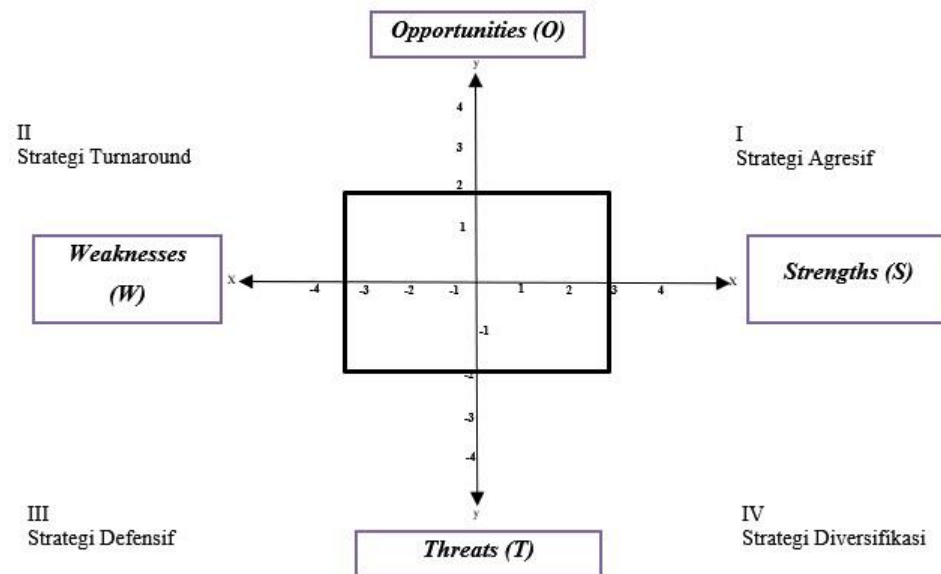 Opportunities (O)
y
4
3
2
1
II
Strategi Turnaround
I
Strategi Agresif
Weaknesses
(W)
X
-4
-3
-2
-1
1
2
3
4
X
Strengths (S)
-1
-2
-3
-4
y
III
Strategi Defensif
IV
Strategi Diversifikasi
Threats (T)